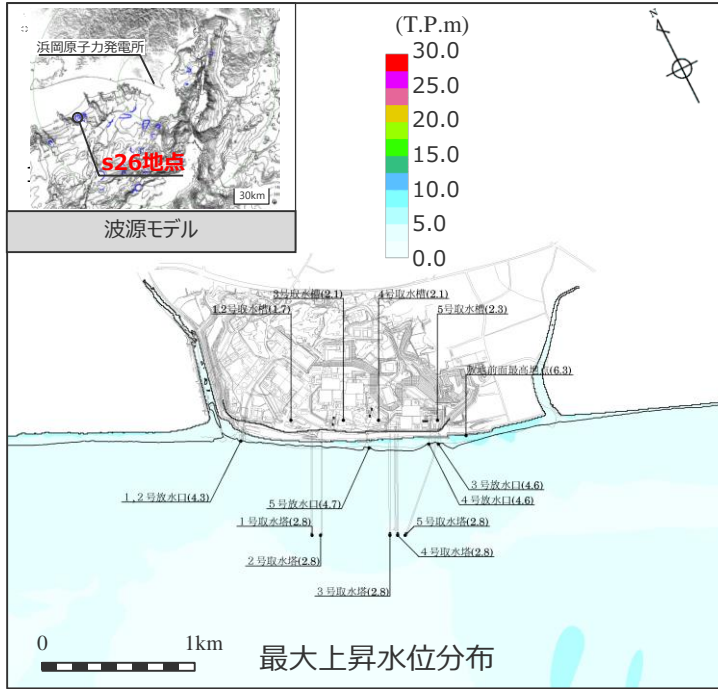 浜岡原子力発電所
s26地点
30km
波源モデル
(T.P.m)
30.0
25.0
20.0
15.0
10.0
5.0
0.0
N
3号取水槽(2.1)
4号取水槽(2.1)
1,2号取水槽(1.7)
5号取水槽(2.3)
敷地前面最高地点(6.3)
3号放水口(4.6)
1,2号放水口(4.3)
5号放水口(4.7)
4号放水口(4.6)
1号取水塔(2.8)
5号取水塔(2.8)
2号取水塔(2.8)
4号取水塔(2.8)
3号取水塔(2.8)
0
1km
最大上昇水位分布